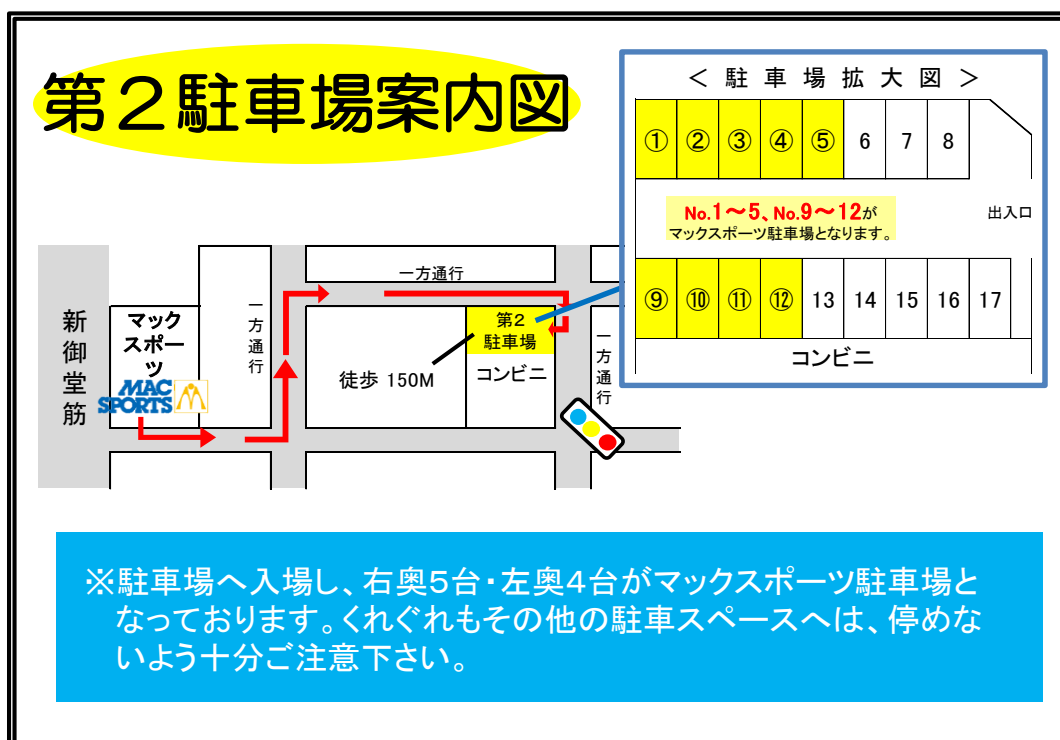 第2駐車場案内図
＜駐車場拡大図＞
① ② ③ ④ ⑤ 6 7 8
No.1～5、No.9～12が
マックスポーツ駐車場となります。
出入口
⑨ ⑩ ⑪ ⑫ 13 14 15 16 17
コンビニ
新御堂筋
マック
スポー
ツ
MAC
SPORTS
一方通行
一方通行
第2
駐車場
徒歩 150M
コンビニ
一方通行
※駐車場へ入場し、右奥5台・左奥4台がマックスポーツ駐車場と
なっております。くれぐれもその他の駐車スペースへは、停めな
いよう十分ご注意下さい。